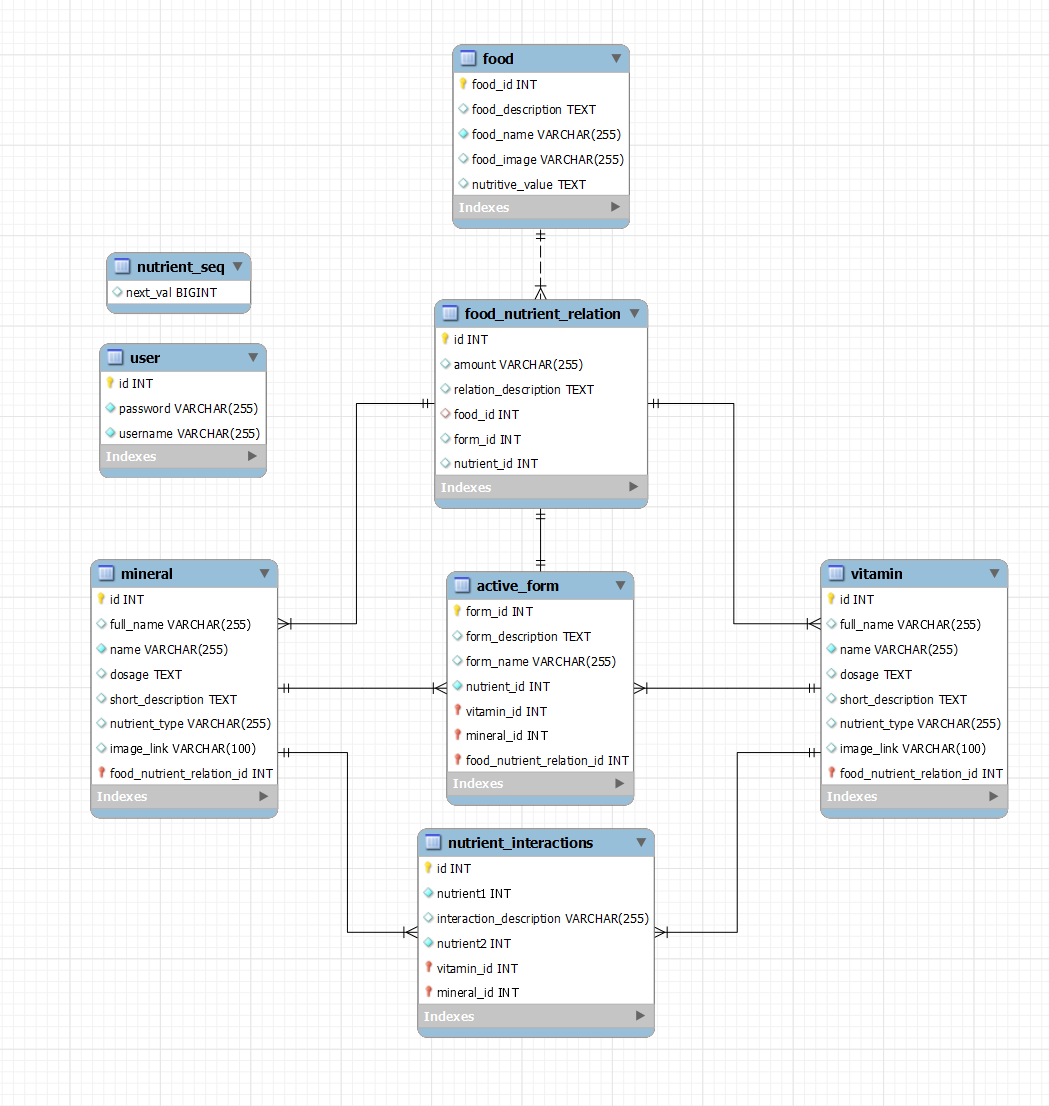 food
food_id INT
food_description TEXT
food_name VARCHAR(255)
food_image VARCHAR(255)
nutritive_value TEXT
Indexes
nutrient_seq
next_val BIGINT
user
id INT
password VARCHAR(255)
username VARCHAR(255)
Indexes
food_nutrient_relation
id INT
amount VARCHAR(255)
relation_description TEXT
food_id INT
form_id INT
nutrient_id INT
Indexes
mineral
id INT
full_name VARCHAR(255)
name VARCHAR(255)
dosage TEXT
short_description TEXT
nutrient_type VARCHAR(255)
image_link VARCHAR(100)
food_nutrient_relation_id INT
Indexes
active_form
form_id INT
form_description TEXT
form_name VARCHAR(255)
nutrient_id INT
vitamin_id INT
mineral_id INT
food_nutrient_relation_id INT
Indexes
vitamin
id INT
full_name VARCHAR(255)
name VARCHAR(255)
dosage TEXT
short_description TEXT
nutrient_type VARCHAR(255)
image_link VARCHAR(100)
food_nutrient_relation_id INT
Indexes
nutrient_interactions
id INT
nutrient1 INT
interaction_description VARCHAR(255)
nutrient2 INT
vitamin_id INT
mineral_id INT
Indexes